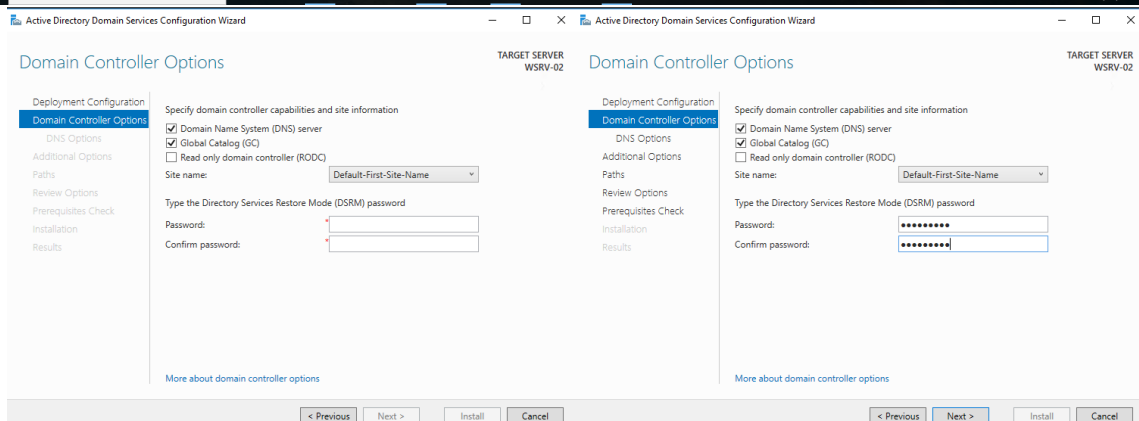 Active Directory Domain Services Configuration Wizard
Domain Controller Options
TARGET SERVER
WSRV-02
Deployment Configuration
Domain Controller Options
DNS Options
Additional Options
Paths
Review Options
Prerequisites Check
Installation
Results
Specify domain controller capabilities and site information
Domain Name System (DNS) server
Global Catalog (GC)
Read only domain controller (RODC)
Site name: Default-First-Site-Name
Type the Directory Services Restore Mode (DSRM) password
Password: *
Confirm password: *
More about domain controller options
< Previous Next > Install Cancel
Active Directory Domain Services Configuration Wizard
Domain Controller Options
TARGET SERVER
WSRV-02
Deployment Configuration
Domain Controller Options
DNS Options
Additional Options
Paths
Review Options
Prerequisites Check
Installation
Results
Specify domain controller capabilities and site information
Domain Name System (DNS) server
Global Catalog (GC)
Read only domain controller (RODC)
Site name: Default-First-Site-Name
Type the Directory Services Restore Mode (DSRM) password
Password: •••••••••
Confirm password: •••••••••
More about domain controller options
< Previous Next > Install Cancel